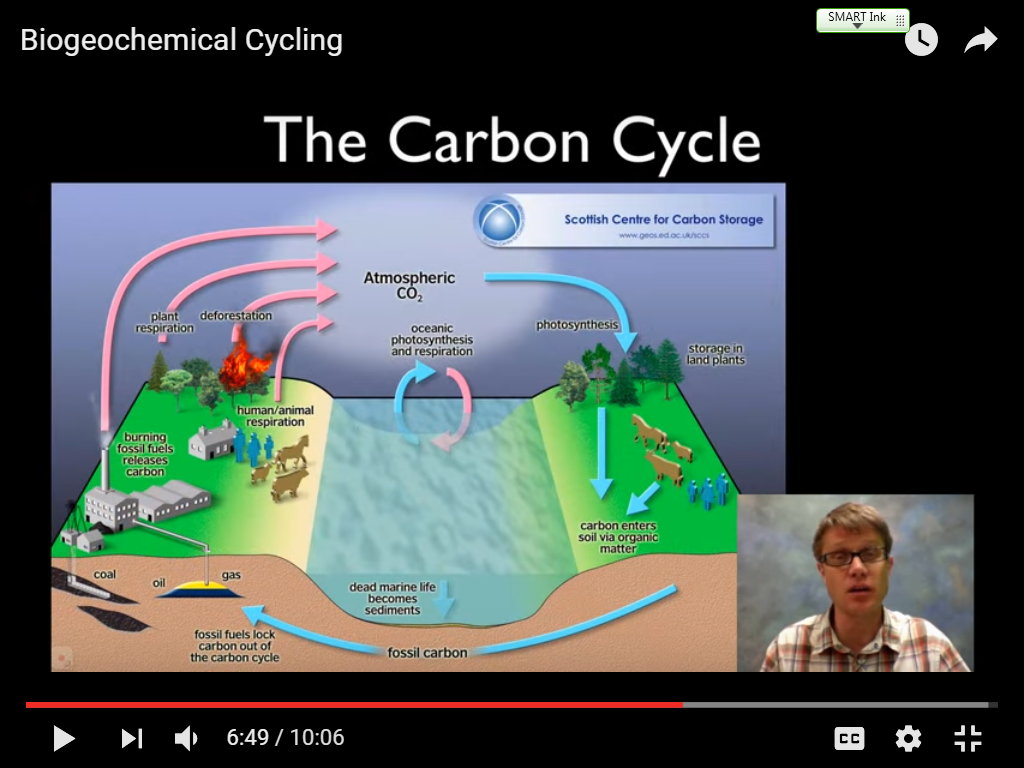 SMART Ink
Biogeochemical Cycling
The Carbon Cycle
Scottish Centre for Carbon Storage
www.geos.ed.ac.uk/sccs
Atmospheric
CO₂
plant
respiration
deforestation
oceanic
photosynthesis
and respiration
photosynthesis
storage in
land plants
human/animal
respiration
burning
fossil fuels
releases
carbon
carbon enters
soil via organic
matter
coal
oil
gas
dead marine life
becomes
sediments
fossil fuels lock
carbon out of
the carbon cycle
fossil carbon
6:49 / 10:06
CC